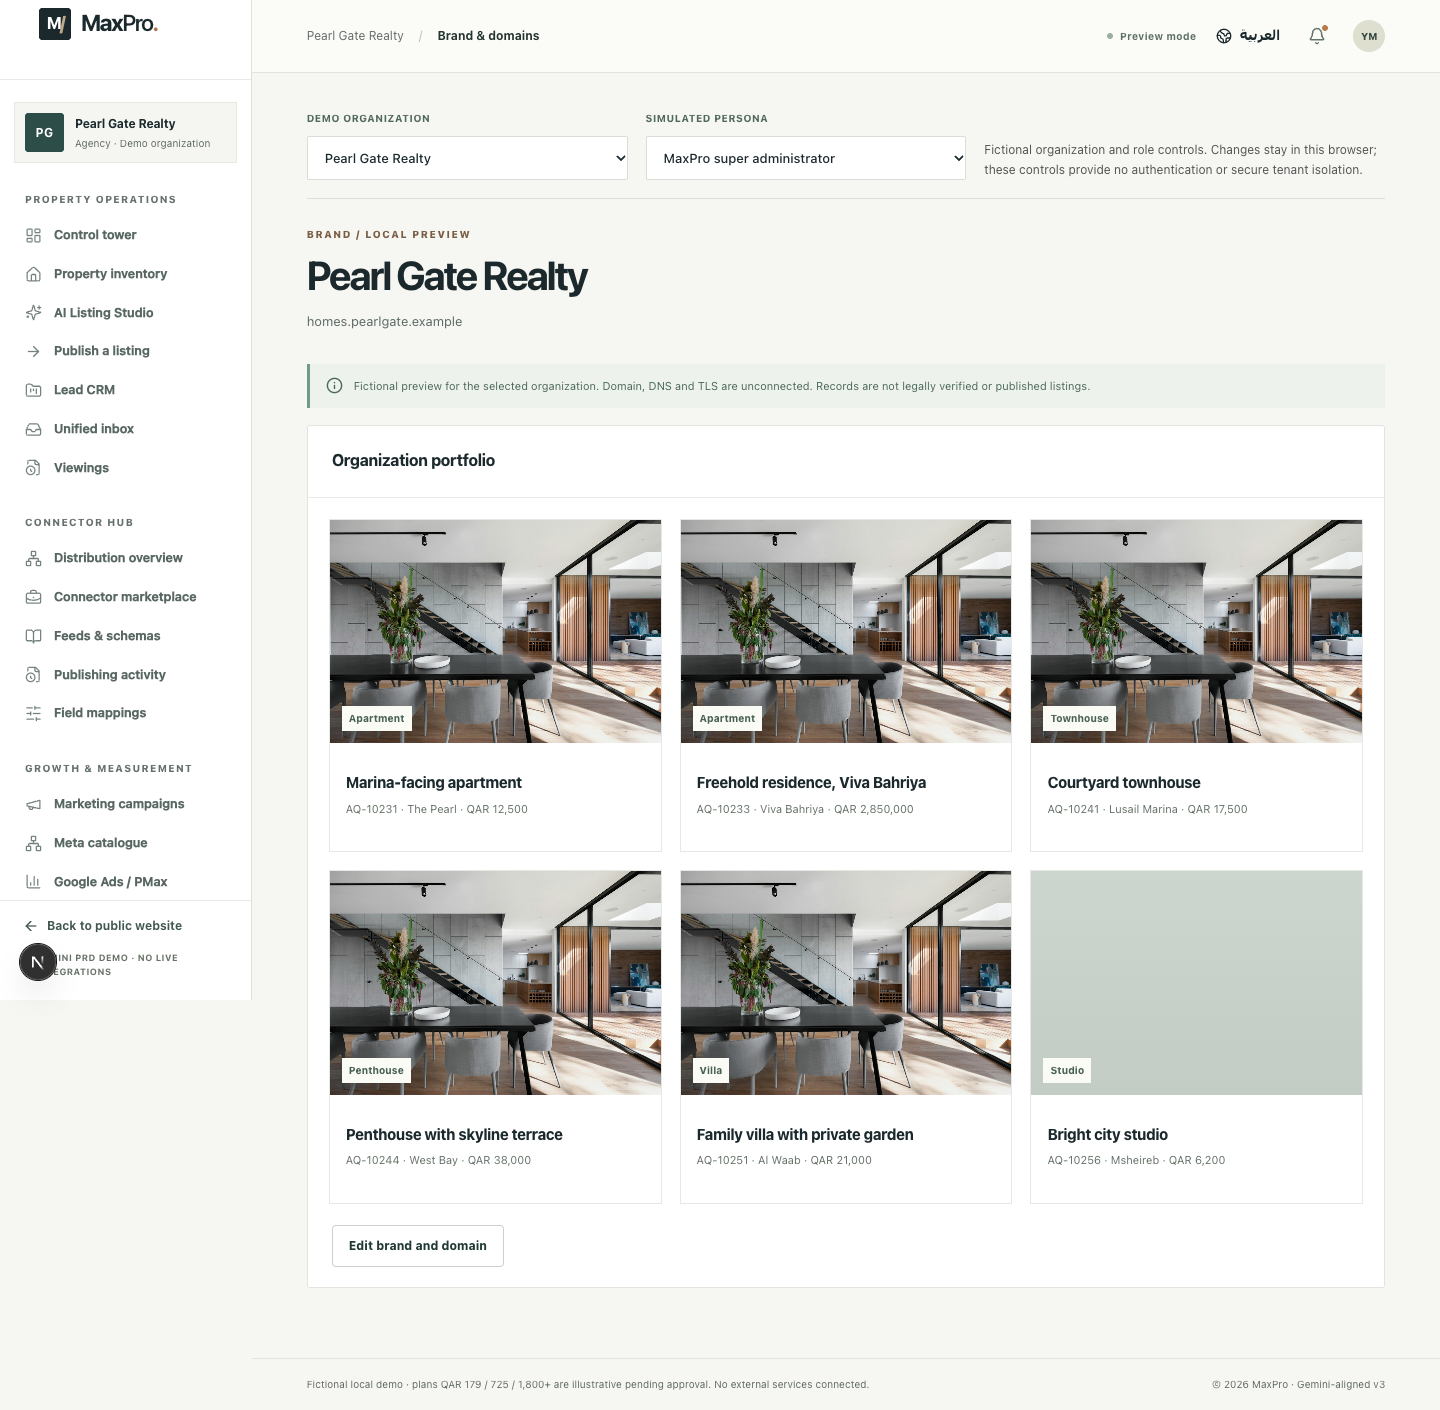 M/ MaxPro.
PG
Pearl Gate Realty
Agency · Demo organization
PROPERTY OPERATIONS
Control tower
Property inventory
AI Listing Studio
Publish a listing
Lead CRM
Unified inbox
Viewings
CONNECTOR HUB
Distribution overview
Connector marketplace
Feeds & schemas
Publishing activity
Field mappings
GROWTH & MEASUREMENT
Marketing campaigns
Meta catalogue
Google Ads / PMax
Back to public website
INI PRD DEMO · NO LIVE
EGRATIONS
N
Pearl Gate Realty / Brand & domains
Preview mode
العربية
YM
DEMO ORGANIZATION
Pearl Gate Realty
SIMULATED PERSONA
MaxPro super administrator
Fictional organization and role controls. Changes stay in this browser;
these controls provide no authentication or secure tenant isolation.
BRAND / LOCAL PREVIEW
Pearl Gate Realty
homes.pearlgate.example
Fictional preview for the selected organization. Domain, DNS and TLS are unconnected. Records are not legally verified or published listings.
Organization portfolio
Apartment
Marina-facing apartment
AQ-10231 · The Pearl · QAR 12,500
Apartment
Freehold residence, Viva Bahriya
AQ-10233 · Viva Bahriya · QAR 2,850,000
Townhouse
Courtyard townhouse
AQ-10241 · Lusail Marina · QAR 17,500
Penthouse
Penthouse with skyline terrace
AQ-10244 · West Bay · QAR 38,000
Villa
Family villa with private garden
AQ-10251 · Al Waab · QAR 21,000
Studio
Bright city studio
AQ-10256 · Msheireb · QAR 6,200
Edit brand and domain
Fictional local demo · plans QAR 179 / 725 / 1,800+ are illustrative pending approval. No external services connected.
© 2026 MaxPro · Gemini-aligned v3